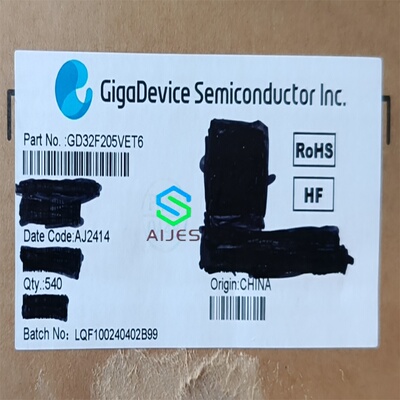 GigaDevice Semiconductor Inc.
Part No. :GD32F205VET6
RoHS
HF
AIJES
Date Code:AJ2414
Qty.:540
Origin:CHINA
Batch No: LQF100240402B99